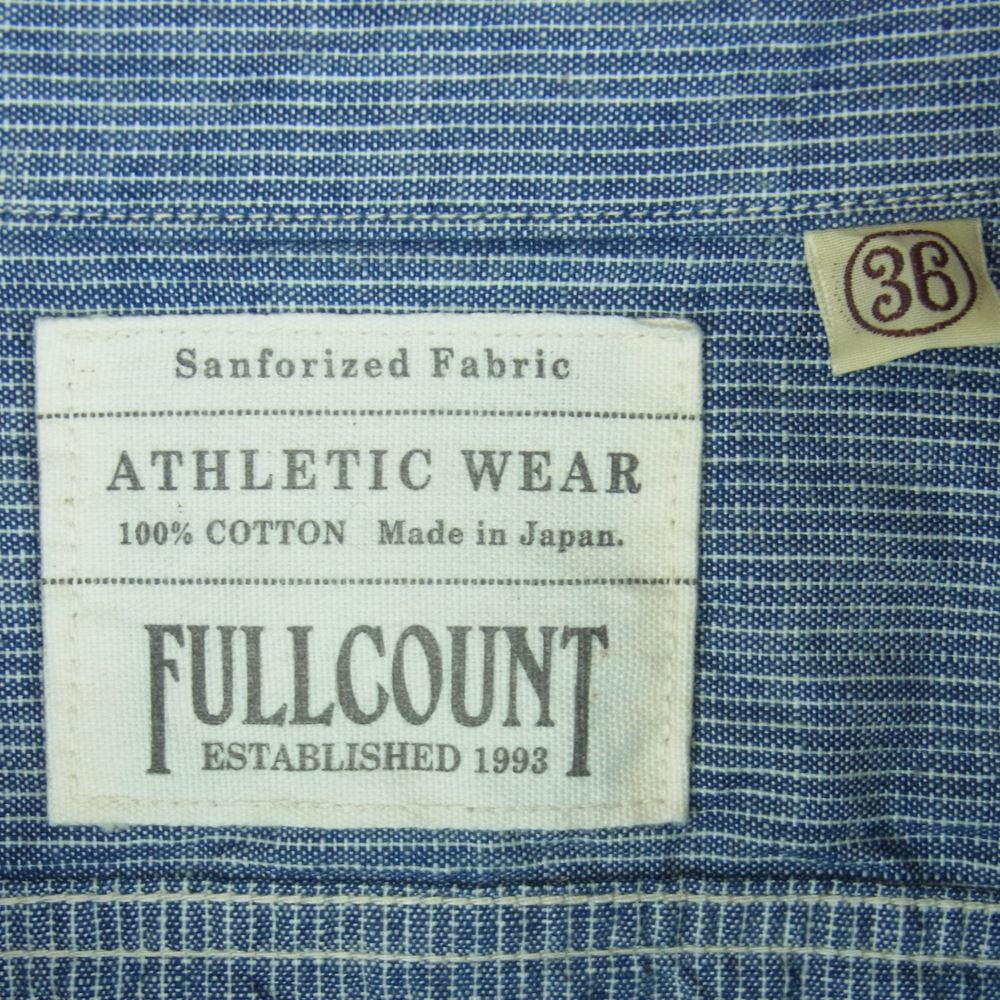 36
Sanforized Fabric
ATHLETIC WEAR
100% COTTON Made in Japan.
FULLCOUNT
ESTABLISHED 1993